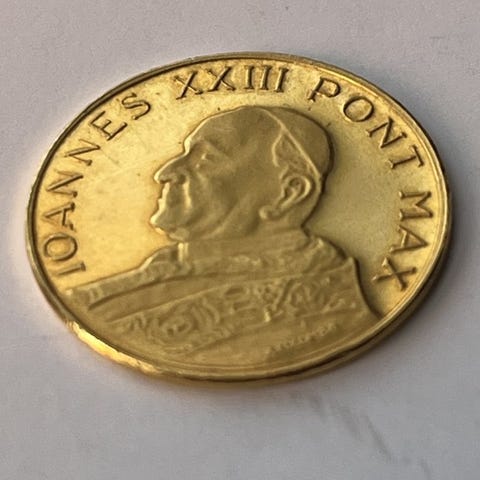 IOANNES XXIII PONT MAX